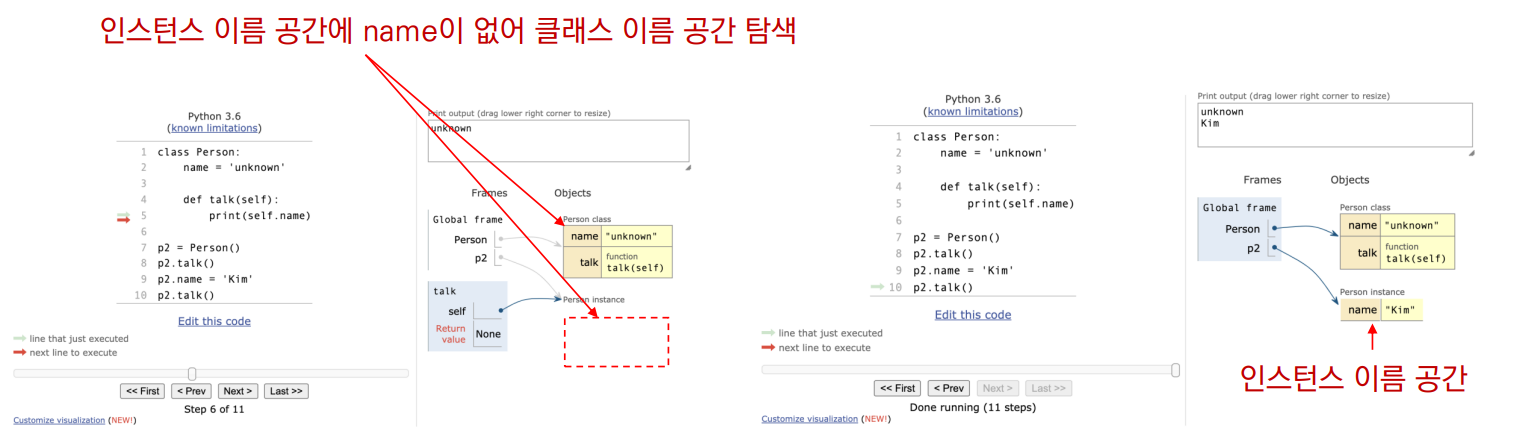 인스턴스 이름 공간에 name이 없어 클래스 이름 공간 탐색
Python 3.6
(known limitations)
1 class Person:
2 name = 'unknown'
3
4 def talk(self):
5 print(self.name)
6
7 p2 = Person()
8 p2.talk()
9 p2.name = 'Kim'
10 p2.talk()
Edit this code
line that just executed
next line to execute
<< First < Prev Next > Last >>
Step 6 of 11
Customize visualization (NEW!)
Print output (drag lower right corner to resize)
unknown
Frames Objects
Global frame
Person
p2
talk
self
Return
value
None
Person class
name "unknown"
talk
function
talk(self)
Person instance
Python 3.6
(known limitations)
1 class Person:
2 name = 'unknown'
3
4 def talk(self):
5 print(self.name)
6
7 p2 = Person()
8 p2.talk()
9 p2.name = 'Kim'
10 p2.talk()
Edit this code
line that just executed
next line to execute
<< First < Prev Next > Last >>
Done running (11 steps)
Customize visualization (NEW!)
Print output (drag lower right corner to resize)
unknown
Kim
Frames Objects
Global frame
Person
p2
Person class
name "unknown"
talk
function
talk(self)
Person instance
name "Kim"
인스턴스 이름 공간